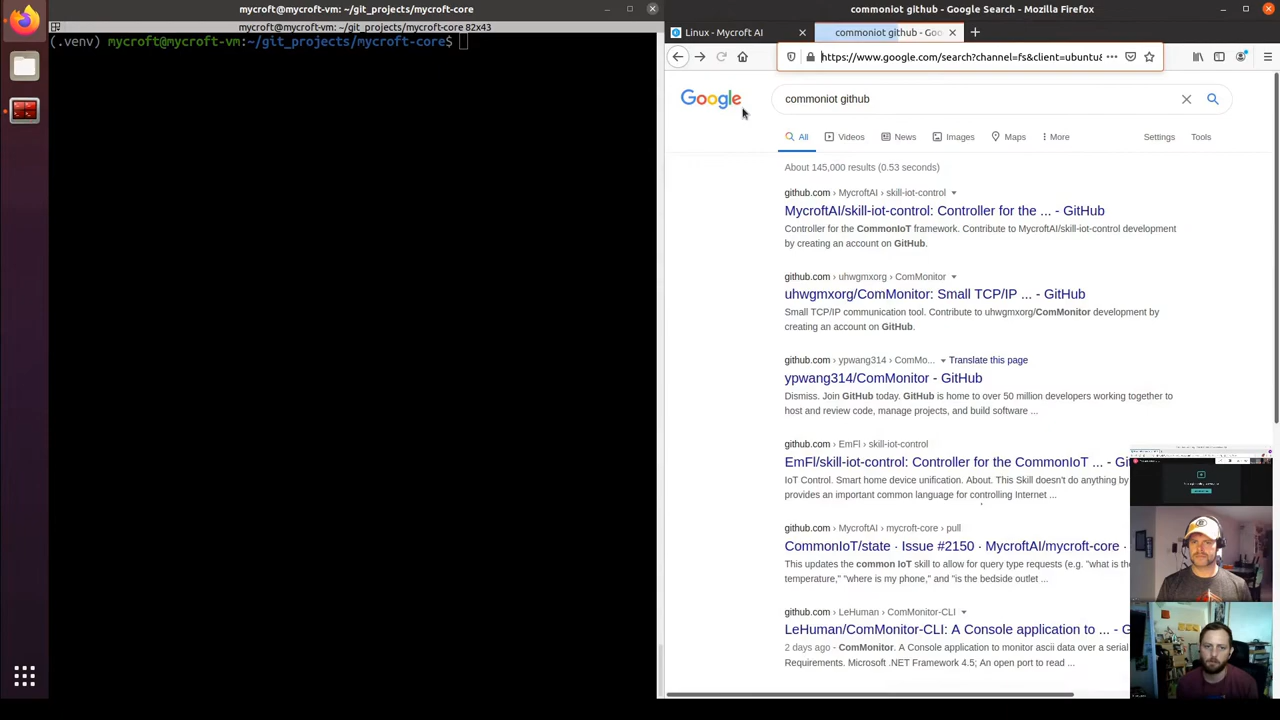 mycroft@mycroft-vm: ~/git_projects/mycroft-core
mycroft@mycroft-vm: ~/git_projects/mycroft-core 82x43
(.venv) mycroft@mycroft-vm:~/git_projects/mycroft-core$
commoniot github - Google Search - Mozilla Firefox
Linux - Mycroft AI
commoniot github - Goo
https://www.google.com/search?channel=fs&client=ubuntu&
Google
commoniot github
All
Videos
News
Images
Maps
More
Settings
Tools
About 145,000 results (0.53 seconds)
github.com › MycroftAI › skill-iot-control
MycroftAI/skill-iot-control: Controller for the ... - GitHub
Controller for the CommonIoT framework. Contribute to MycroftAI/skill-iot-control development
by creating an account on GitHub.
github.com › uhwgmxorg › ComMonitor
uhwgmxorg/ComMonitor: Small TCP/IP ... - GitHub
Small TCP/IP communication tool. Contribute to uhwgmxorg/ComMonitor development by
creating an account on GitHub.
github.com › ypwang314 › ComMo... Translate this page
ypwang314/ComMonitor - GitHub
Dismiss. Join GitHub today. GitHub is home to over 50 million developers working together to
host and review code, manage projects, and build software ...
github.com › EmFl › skill-iot-control
EmFl/skill-iot-control: Controller for the CommonIoT ... - Gi
IoT Control. Smart home device unification. About. This Skill doesn't do anything by
provides an important common language for controlling Internet ...
github.com › MycroftAI › mycroft-core › pull
CommonIoT/state · Issue #2150 · MycroftAI/mycroft-core ·
This updates the common IoT skill to allow for query type requests (e.g. "what is the
temperature," "where is my phone," and "is the bedside outlet ...
github.com › LeHuman › ComMonitor-CLI
LeHuman/ComMonitor-CLI: A Console application to ... - G
2 days ago - ComMonitor. A Console application to monitor ascii data over a serial
Requirements. Microsoft .NET Framework 4.5; An open port to read ...